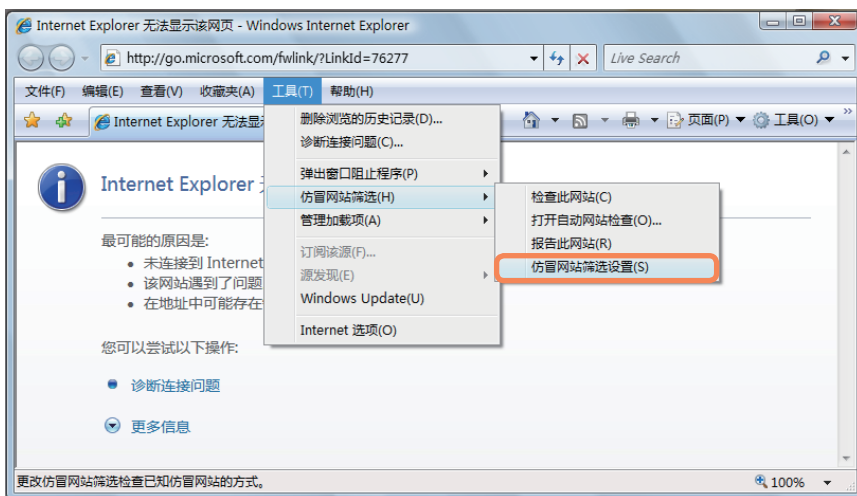 Internet Explorer 无法显示该网页 - Windows Internet Explorer
http://go.microsoft.com/fwlink/?LinkId=76277
Live Search
文件(F) 编辑(E) 查看(V) 收藏夹(A) 工具(T) 帮助(H)
Internet Explorer 无法显
页面(P) 工具(O)
删除浏览的历史记录(D)...
诊断连接问题(C)...
弹出窗口阻止程序(P)
仿冒网站筛选(H)
管理加载项(A)
订阅该源(F)...
源发现(E)
Windows Update(U)
Internet 选项(O)
检查此网站(C)
打开自动网站检查(O)...
报告此网站(R)
仿冒网站筛选设置(S)
Internet Explorer
最可能的原因是:
未连接到 Internet
该网站遇到了问题
在地址中可能存在
您可以尝试以下操作:
诊断连接问题
更多信息
更改仿冒网站筛选检查已知仿冒网站的方式。
100%